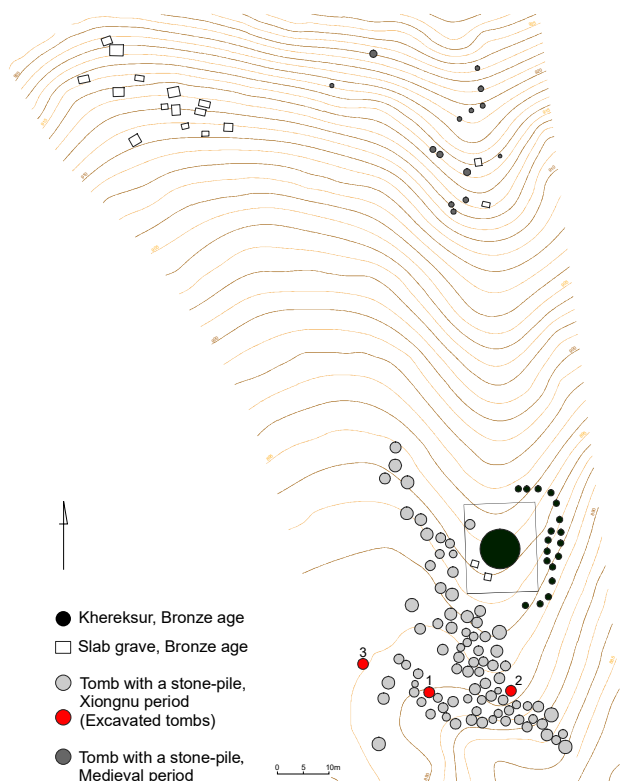 3
1
2
Khereksur, Bronze age
Slab grave, Bronze age
Tomb with a stone-pile,
Xiongnu period
(Excavated tombs)
Tomb with a stone-pile,
Medieval period
0 5 10m